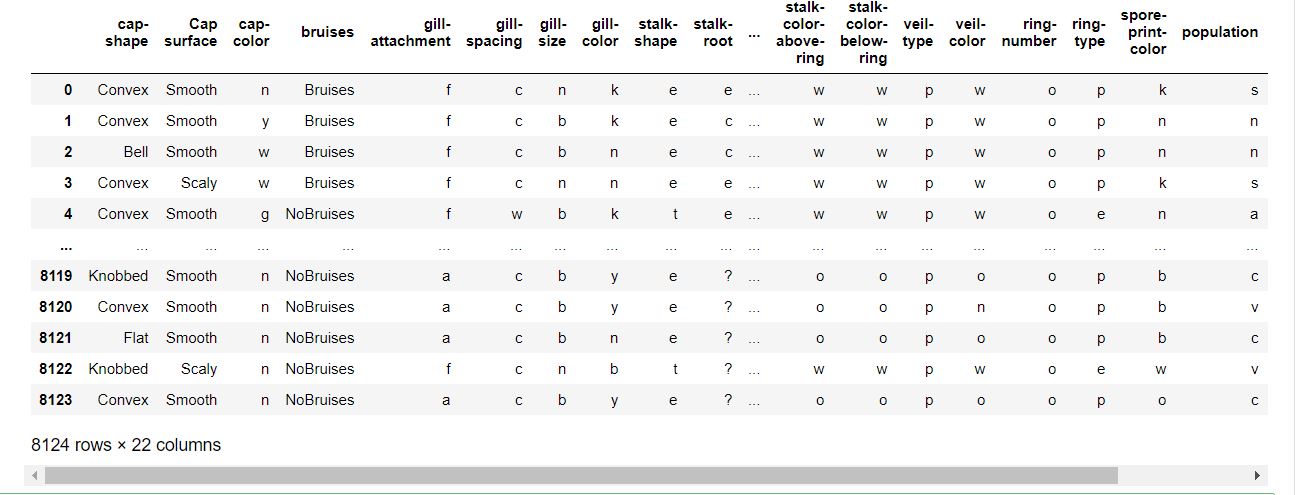 cap-shape Cap surface cap-color bruises gill-attachment gill-spacing gill-size gill-color stalk-shape stalk-root ... stalk-color-above-ring stalk-color-below-ring veil-type veil-color ring-number ring-type spore-print-color population
0 Convex Smooth n Bruises f c n k e e ... w w p w o p k s
1 Convex Smooth y Bruises f c b k e c ... w w p w o p n n
2 Bell Smooth w Bruises f c b n e c ... w w p w o p n n
3 Convex Scaly w Bruises f c n n e e ... w w p w o p k s
4 Convex Smooth g NoBruises f w b k t e ... w w p w o e n a
... ... ... ... ... ... ... ... ... ... ... ... ... ... ... ... ... ... ...
8119 Knobbed Smooth n NoBruises a c b y e ? ... o o p o o p b c
8120 Convex Smooth n NoBruises a c b y e ? ... o o p n o p b v
8121 Flat Smooth n NoBruises a c b n e ? ... o o p o o p b c
8122 Knobbed Scaly n NoBruises f c n b t ? ... w w p w o e w v
8123 Convex Smooth n NoBruises a c b y e ? ... o o p o o p o c
8124 rows × 22 columns